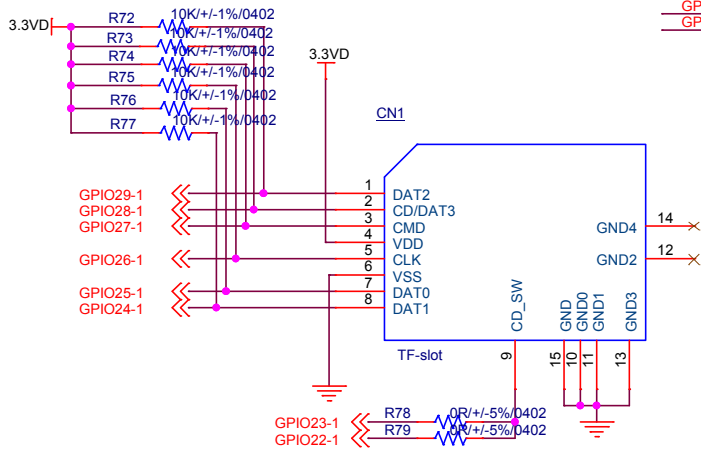 GP
GP
R72 10K/+/-1%/0402
3.3VD
R73 10K/+/-1%/0402
R74 10K/+/-1%/0402
R75 10K/+/-1%/0402
R76 10K/+/-1%/0402
R77 10K/+/-1%/0402
3.3VD
CN1
GPIO29-1 1 DAT2
GPIO28-1 2 CD/DAT3
GPIO27-1 3 CMD
4 VDD
GPIO26-1 5 CLK
6 VSS
GPIO25-1 7 DAT0
GPIO24-1 8 DAT1
GND4 14
GND2 12
CD_SW 9
GND 15
GND0 10
GND1 11
GND3 13
TF-slot
GPIO23-1 R78 0R/+/-5%/0402
GPIO22-1 R79 0R/+/-5%/0402